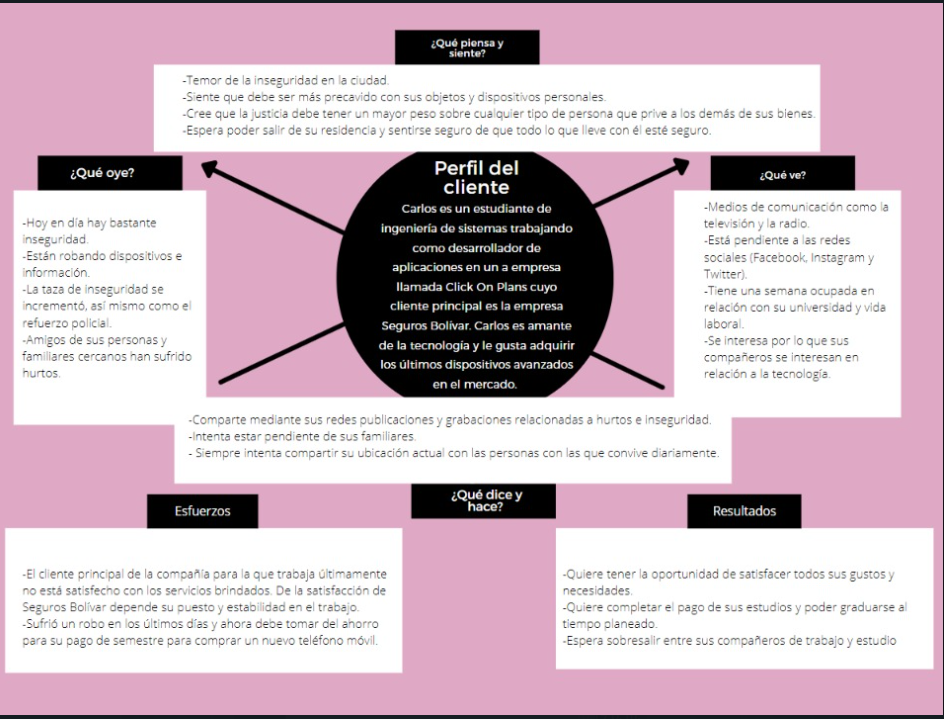 ¿Qué piensa y
siente?
-Temor de la inseguridad en la ciudad.
-Siente que debe ser más precavido con sus objetos y dispositivos personales.
-Cree que la justicia debe tener un mayor peso sobre cualquier tipo de persona que prive a los demás de sus bienes.
-Espera poder salir de su residencia y sentirse seguro de que todo lo que lleve con él esté seguro.
¿Qué oye?
-Hoy en día hay bastante
inseguridad.
-Están robando dispositivos e
información.
-La taza de inseguridad se
incrementó, así mismo como el
refuerzo policial.
-Amigos de sus personas y
familiares cercanos han sufrido
hurtos.
Perfil del
cliente
Carlos es un estudiante de
ingeniería de sistemas trabajando
como desarrollador de
aplicaciones en un a empresa
llamada Click On Plans cuyo
cliente principal es la empresa
Seguros Bolívar. Carlos es amante
de la tecnología y le gusta adquirir
los últimos dispositivos avanzados
en el mercado.
¿Qué ve?
-Medios de comunicación como la
televisión y la radio.
-Está pendiente a las redes
sociales (Facebook, Instagram y
Twitter).
-Tiene una semana ocupada en
relación con su universidad y vida
laboral.
-Se interesa por lo que sus
compañeros se interesan en
relación a la tecnología.
-Comparte mediante sus redes publicaciones y grabaciones relacionadas a hurtos e inseguridad.
-Intenta estar pendiente de sus familiares.
- Siempre intenta compartir su ubicación actual con las personas con las que convive diariamente.
¿Qué dice y
hace?
Esfuerzos
-El cliente principal de la compañía para la que trabaja últimamente
no está satisfecho con los servicios brindados. De la satisfacción de
Seguros Bolívar depende su puesto y estabilidad en el trabajo.
-Sufrió un robo en los últimos días y ahora debe tomar del ahorro
para su pago de semestre para comprar un nuevo teléfono móvil.
Resultados
-Quiere tener la oportunidad de satisfacer todos sus gustos y
necesidades.
-Quiere completar el pago de sus estudios y poder graduarse al
tiempo planeado.
-Espera sobresalir entre sus compañeros de trabajo y estudio